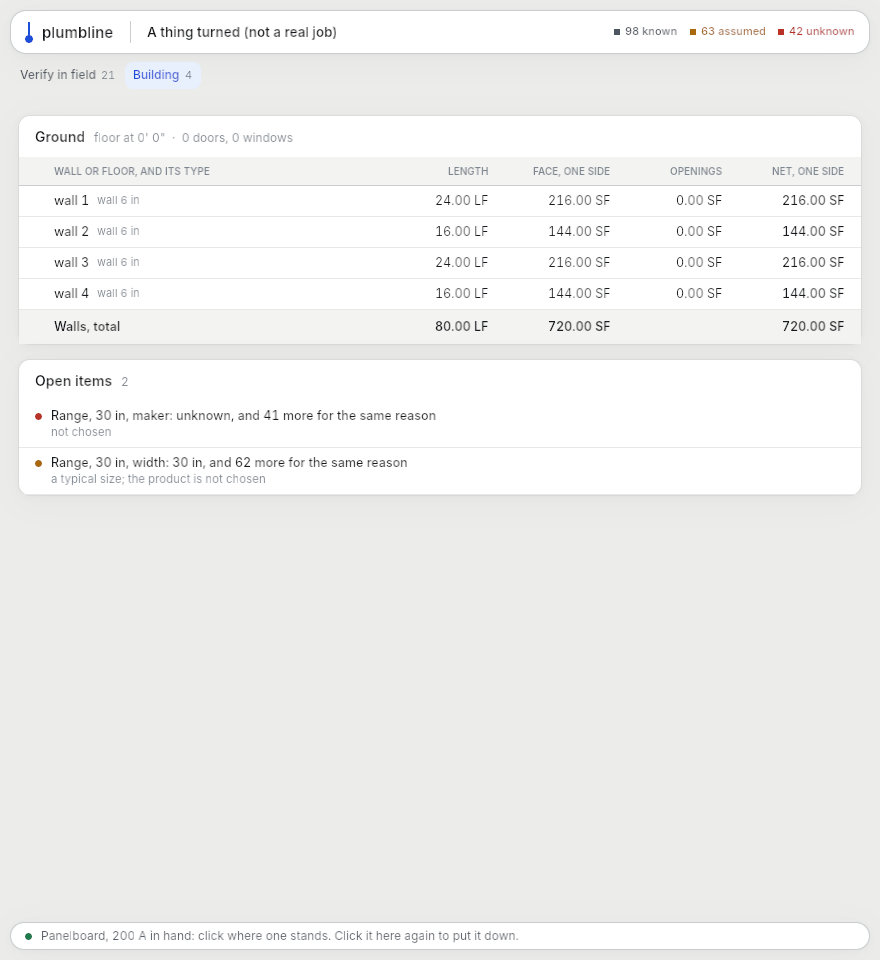 plumbline
A thing turned (not a real job)
98 known
63 assumed
42 unknown
Verify in field 21
Building 4
Ground floor at 0' 0" · 0 doors, 0 windows
WALL OR FLOOR, AND ITS TYPE LENGTH FACE, ONE SIDE OPENINGS NET, ONE SIDE
wall 1 wall 6 in 24.00 LF 216.00 SF 0.00 SF 216.00 SF
wall 2 wall 6 in 16.00 LF 144.00 SF 0.00 SF 144.00 SF
wall 3 wall 6 in 24.00 LF 216.00 SF 0.00 SF 216.00 SF
wall 4 wall 6 in 16.00 LF 144.00 SF 0.00 SF 144.00 SF
Walls, total 80.00 LF 720.00 SF 720.00 SF
Open items 2
Range, 30 in, maker: unknown, and 41 more for the same reason
not chosen
Range, 30 in, width: 30 in, and 62 more for the same reason
a typical size; the product is not chosen
Panelboard, 200 A in hand: click where one stands. Click it here again to put it down.